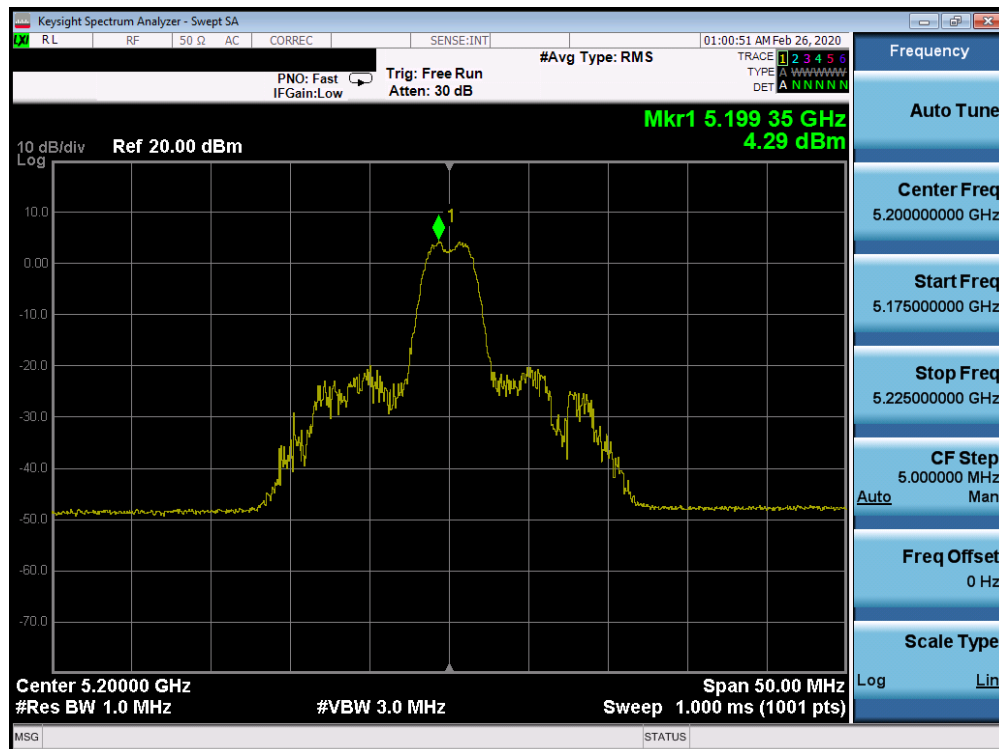 Keysight Spectrum Analyzer - Swept SA
LXI RL RF 50 Ω AC CORREC SENSE:INT 01:00:51 AM Feb 26, 2020
#Avg Type: RMS TRACE 1 2 3 4 5 6
PNO: Fast Trig: Free Run TYPE A WWWWW
IFGain:Low Atten: 30 dB DET A N N N N N
Mkr1 5.199 35 GHz
4.29 dBm
10 dB/div Ref 20.00 dBm
Log
1
10.0
0.00
-10.0
-20.0
-30.0
-40.0
-50.0
-60.0
-70.0
Center 5.20000 GHz Span 50.00 MHz
#Res BW 1.0 MHz #VBW 3.0 MHz Sweep 1.000 ms (1001 pts)
MSG STATUS
Frequency
Auto Tune
Center Freq
5.200000000 GHz
Start Freq
5.175000000 GHz
Stop Freq
5.225000000 GHz
CF Step
5.000000 MHz
Auto Man
Freq Offset
0 Hz
Scale Type
Log Lin